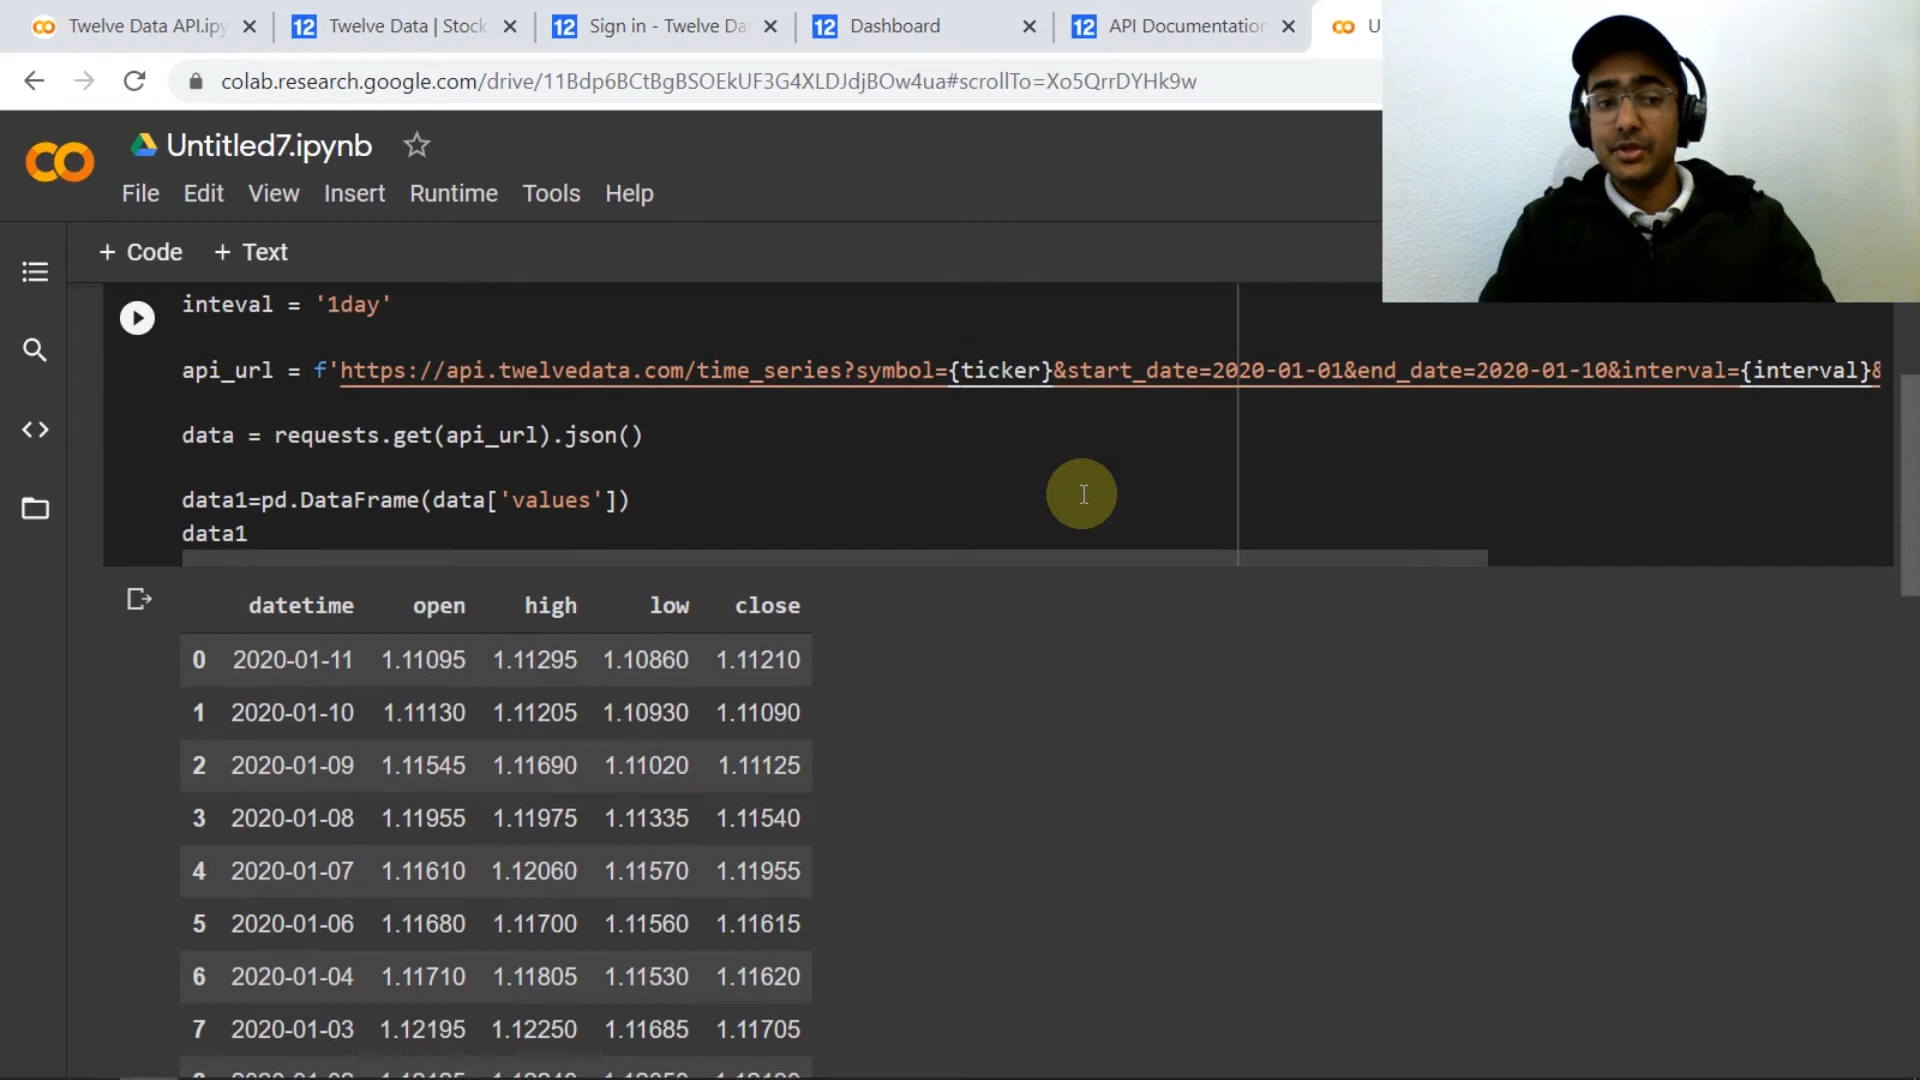 Twelve Data API.ipy
12 Twelve Data | Stock
12 Sign in - Twelve Da
12 Dashboard
12 API Documentation
U
colab.research.google.com/drive/11Bdp6BCtBgBSOEkUF3G4XLDJdjBOw4ua#scrollTo=Xo5QrrDYHk9w
Untitled7.ipynb
File Edit View Insert Runtime Tools Help
+ Code + Text
inteval = '1day'
api_url = f'https://api.twelvedata.com/time_series?symbol={ticker}&start_date=2020-01-01&end_date=2020-01-10&interval={interval}&
data = requests.get(api_url).json()
data1=pd.DataFrame(data['values'])
data1
datetime open high low close
0 2020-01-11 1.11095 1.11295 1.10860 1.11210
1 2020-01-10 1.11130 1.11205 1.10930 1.11090
2 2020-01-09 1.11545 1.11690 1.11020 1.11125
3 2020-01-08 1.11955 1.11975 1.11335 1.11540
4 2020-01-07 1.11610 1.12060 1.11570 1.11955
5 2020-01-06 1.11680 1.11700 1.11560 1.11615
6 2020-01-04 1.11710 1.11805 1.11530 1.11620
7 2020-01-03 1.12195 1.12250 1.11685 1.11705